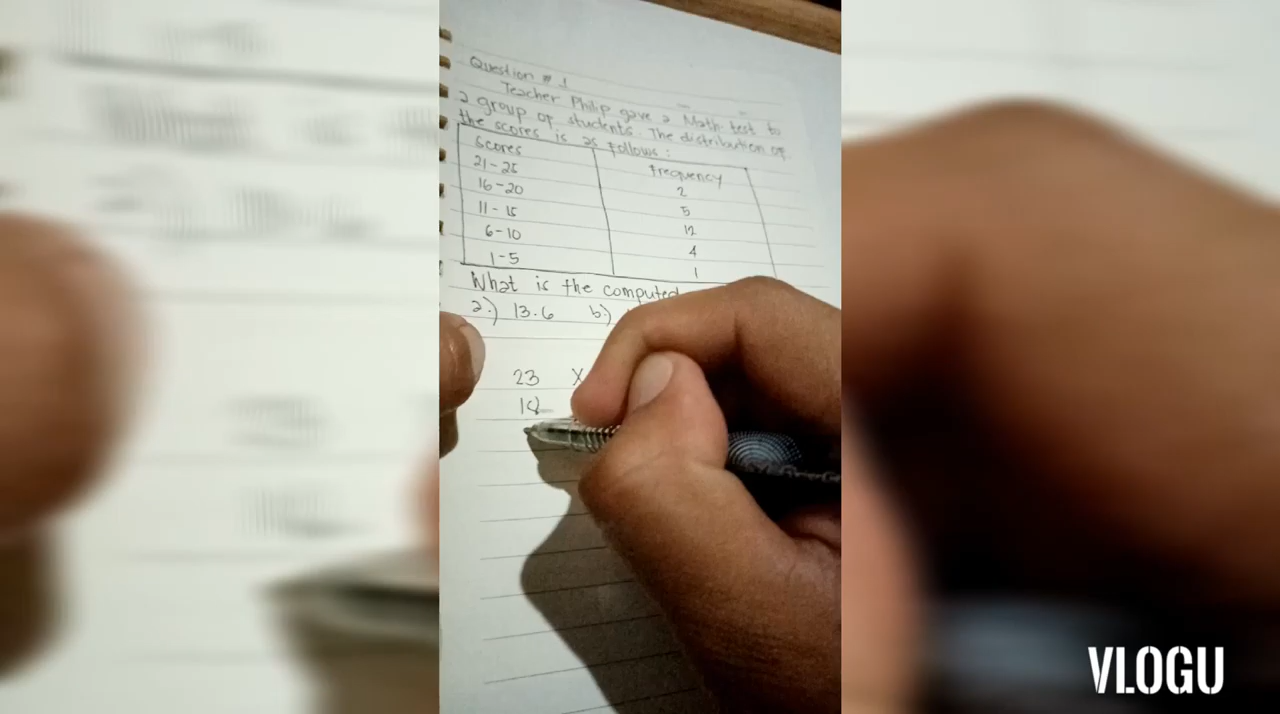 Question # 1
Teacher Philip gave a Math test to
a group of students. The distribution of
the scores is as follows:
Scores Frequency
21-25 2
16-20 5
11-15 12
6-10 4
1-5 1
What is the computed
a.) 13.6 b.)
23 X
18
VLOGU